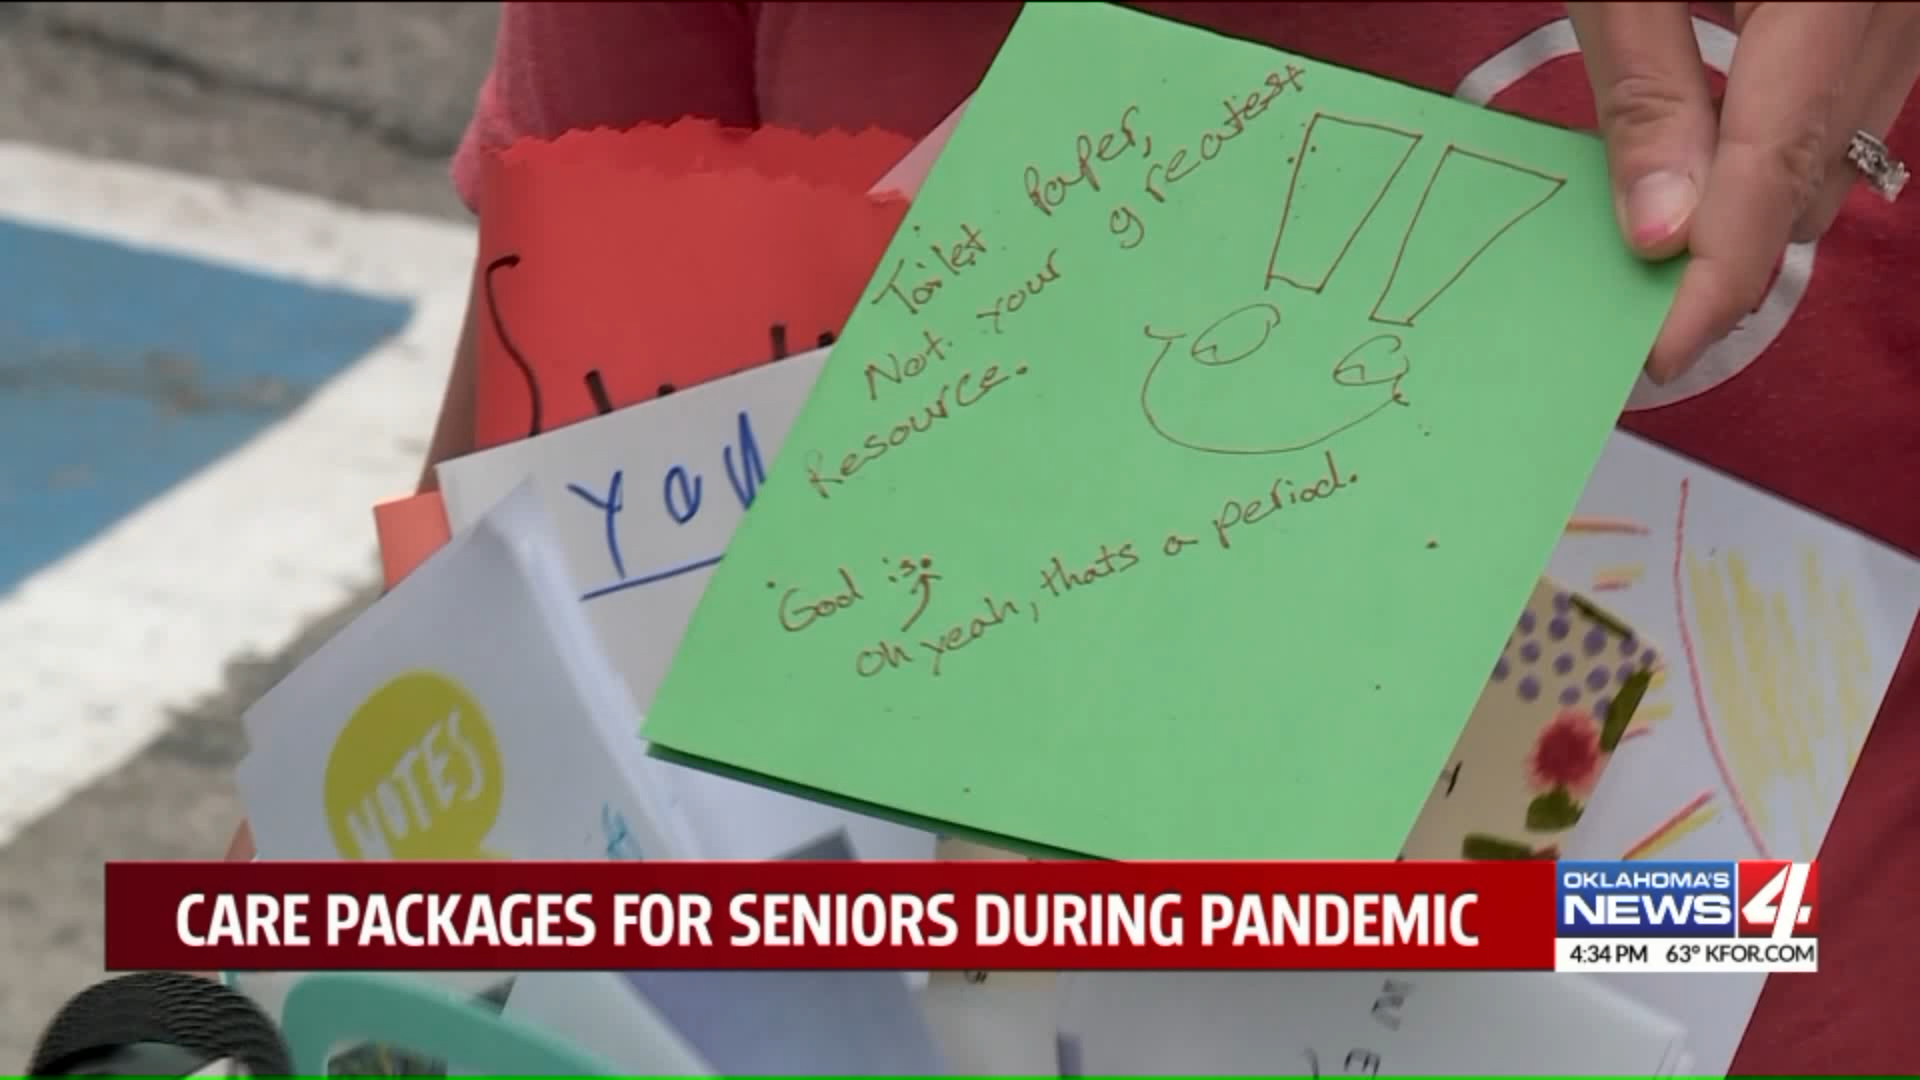 Toilet Paper,
Not your greatest
Resource.
!!
God is.
Oh yeah, thats a period.
You
NOTES
CARE PACKAGES FOR SENIORS DURING PANDEMIC
OKLAHOMA'S
NEWS 4
4:34 PM 63° KFOR.COM